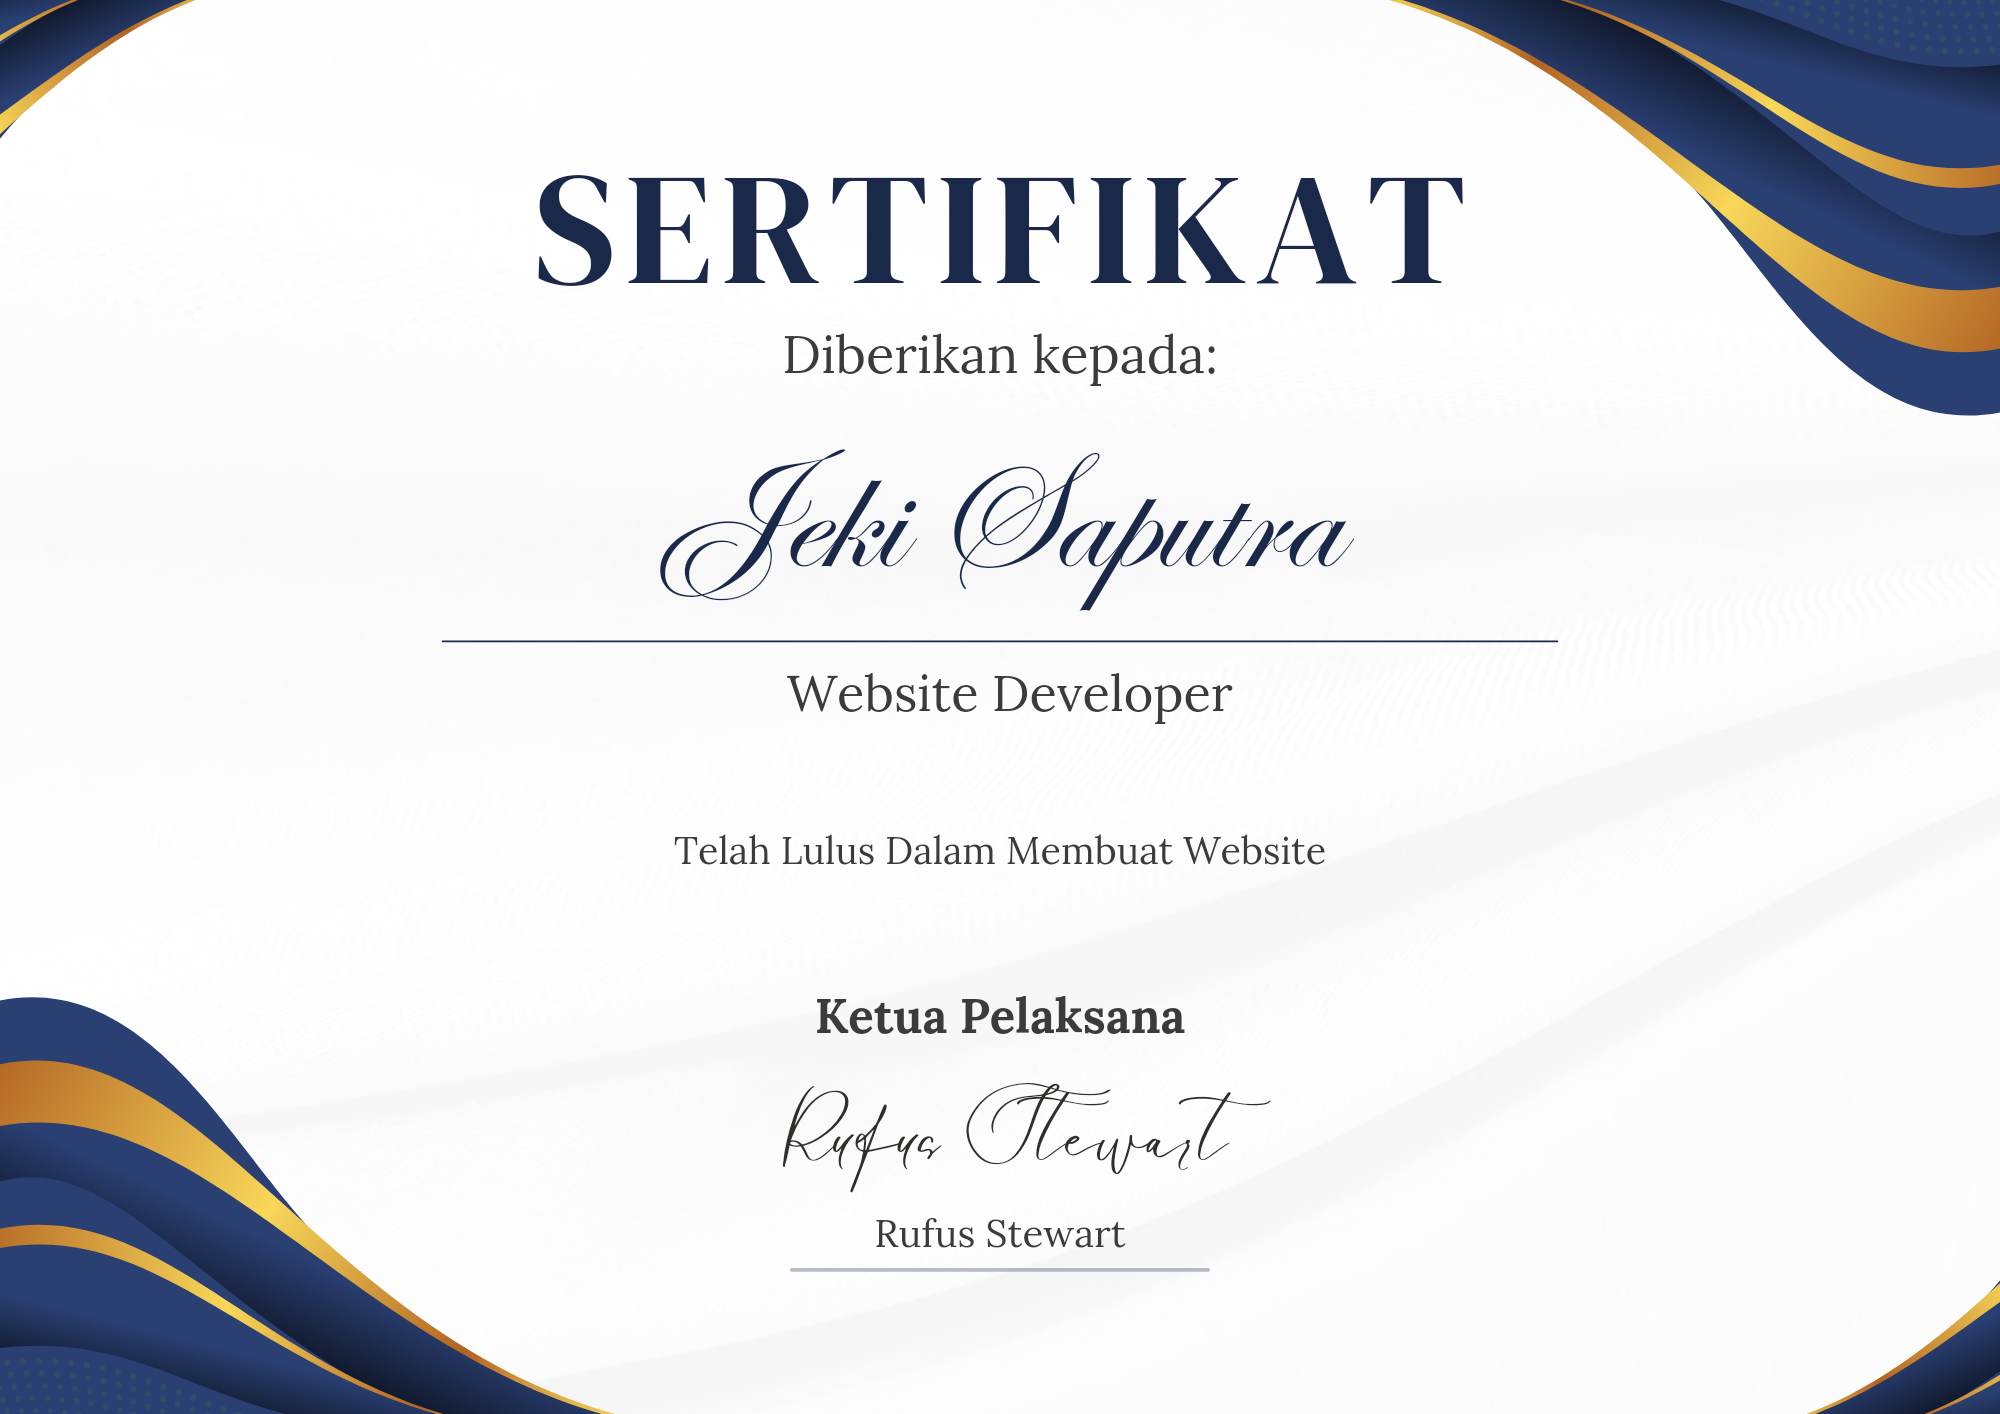 SERTIFIKAT
Diberikan kepada:
Jeki Saputra
Website Developer
Telah Lulus Dalam Membuat Website
Ketua Pelaksana
Rufus Stewart
Rufus Stewart